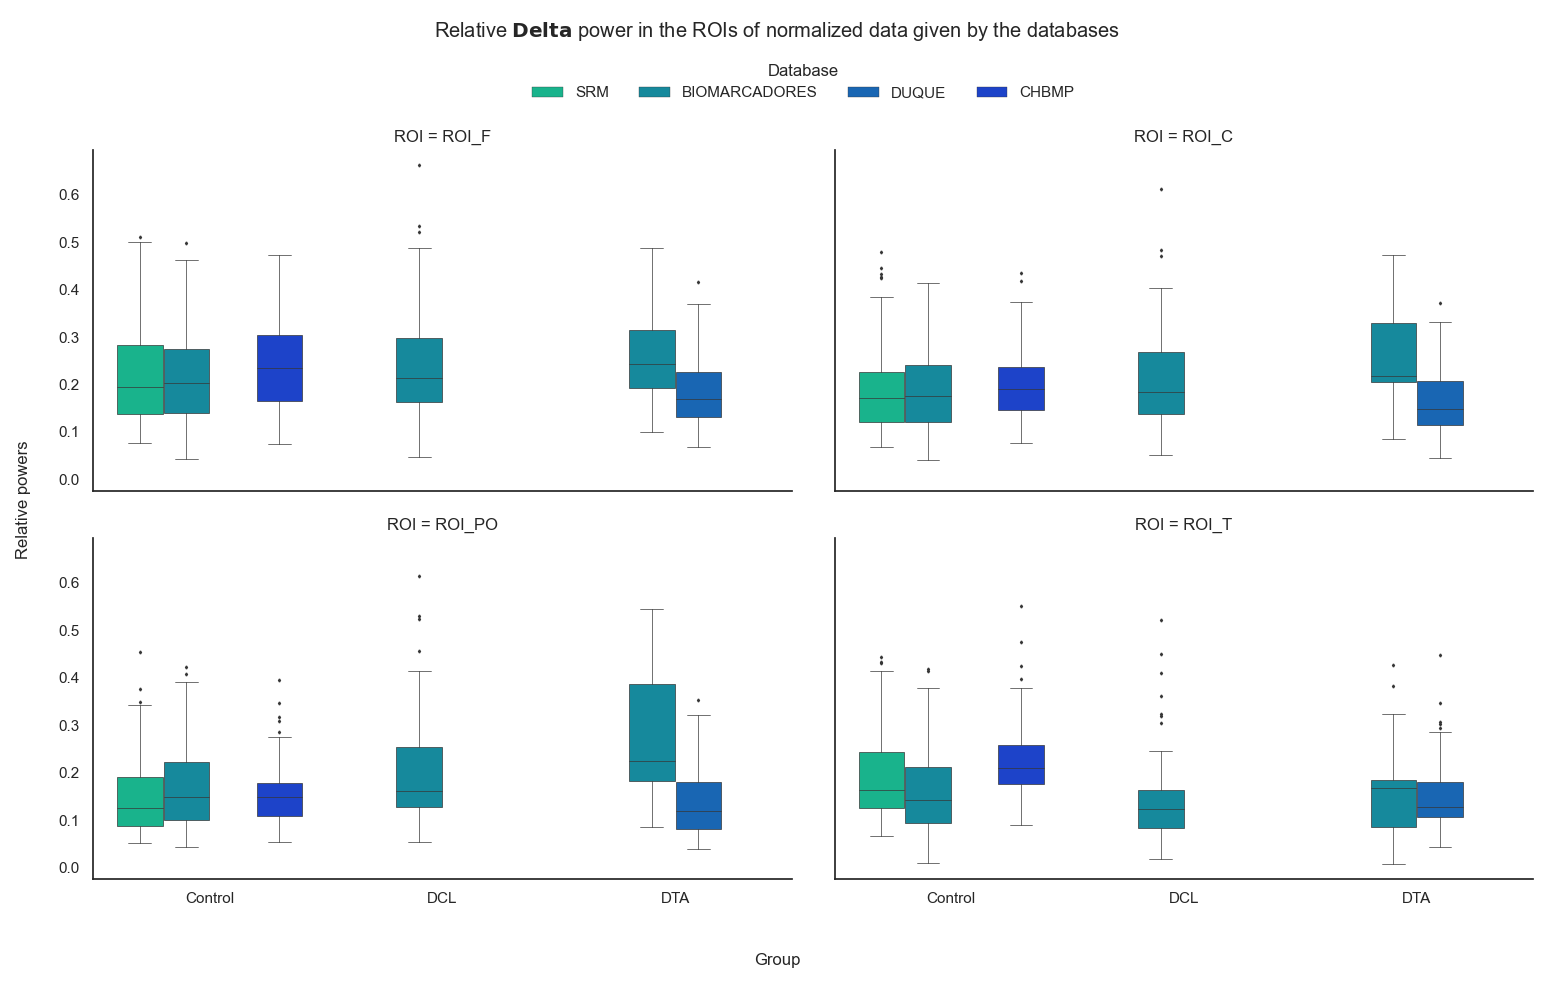 Relative Delta power in the ROIs of normalized data given by the databases
Database
SRM BIOMARCADORES DUQUE CHBMP
ROI = ROI_F
ROI = ROI_C
0.6
0.5
0.4
0.3
0.2
0.1
0.0
Relative powers
ROI = ROI_PO
ROI = ROI_T
0.6
0.5
0.4
0.3
0.2
0.1
0.0
Control DCL DTA
Control DCL DTA
Group